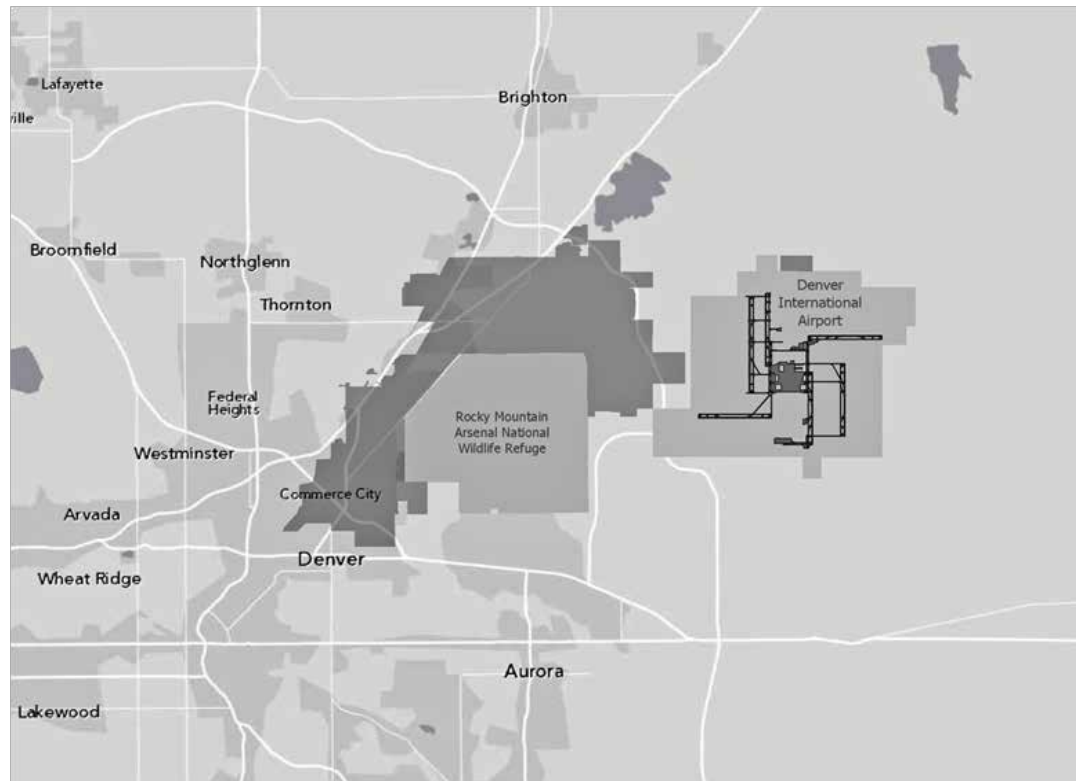 Lafayette
ville
Brighton
Broomfield
Northglenn
Thornton
Denver
International
Airport
Federal
Heights
Rocky Mountain
Arsenal National
Wildlife Refuge
Westminster
Commerce City
Arvada
Denver
Wheat Ridge
Aurora
Lakewood